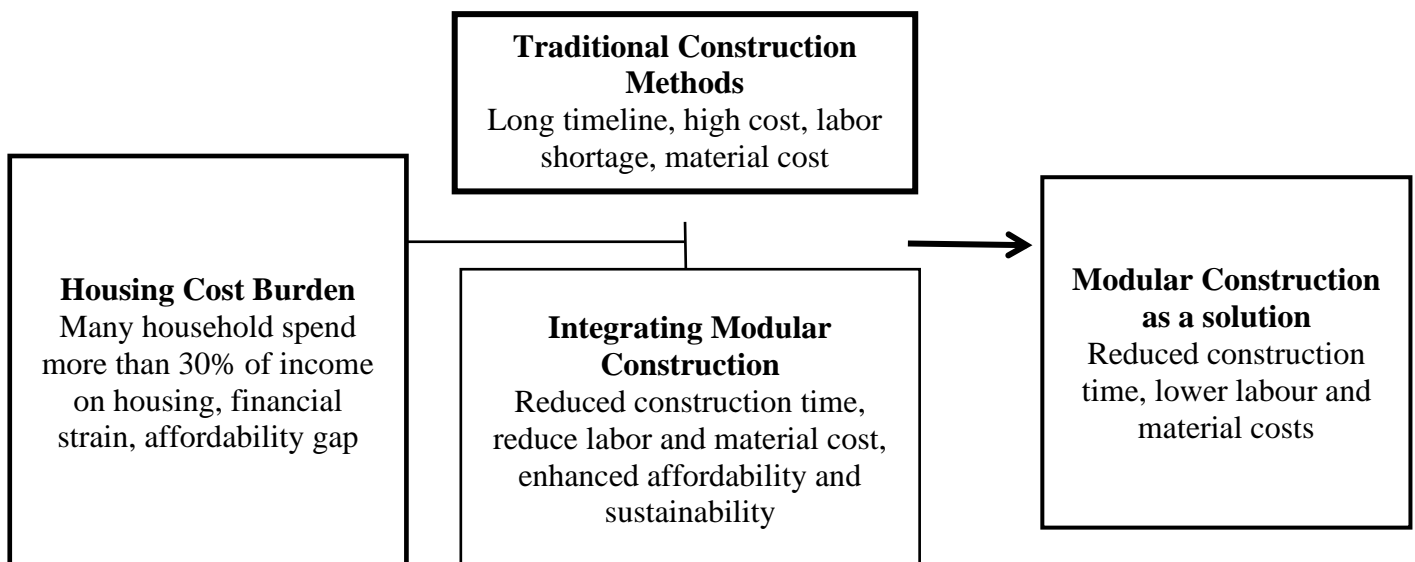 Traditional Construction
Methods
Long timeline, high cost, labor
shortage, material cost
Housing Cost Burden
Many household spend
more than 30% of income
on housing, financial
strain, affordability gap
Integrating Modular
Construction
Reduced construction time,
reduce labor and material cost,
enhanced affordability and
sustainability
Modular Construction
as a solution
Reduced construction
time, lower labour and
material costs